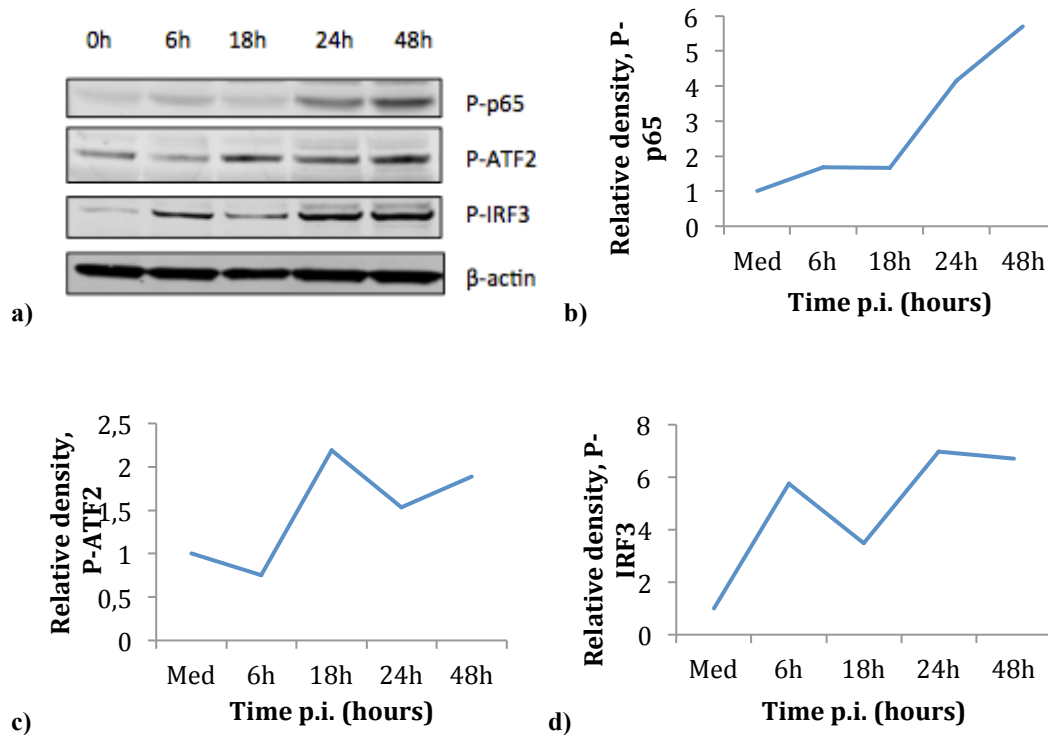 0h 6h 18h 24h 48h
P-p65
P-ATF2
P-IRF3
β-actin
a)
Relative density, P-
p65
6
5
4
3
2
1
0
Med 6h 18h 24h 48h
Time p.i. (hours)
b)
Relative density,
P-ATF2
2,5
2
1,5
1
0,5
0
Med 6h 18h 24h 48h
Time p.i. (hours)
c)
Relative density, P-
IRF3
8
6
4
2
0
Med 6h 18h 24h 48h
Time p.i. (hours)
d)